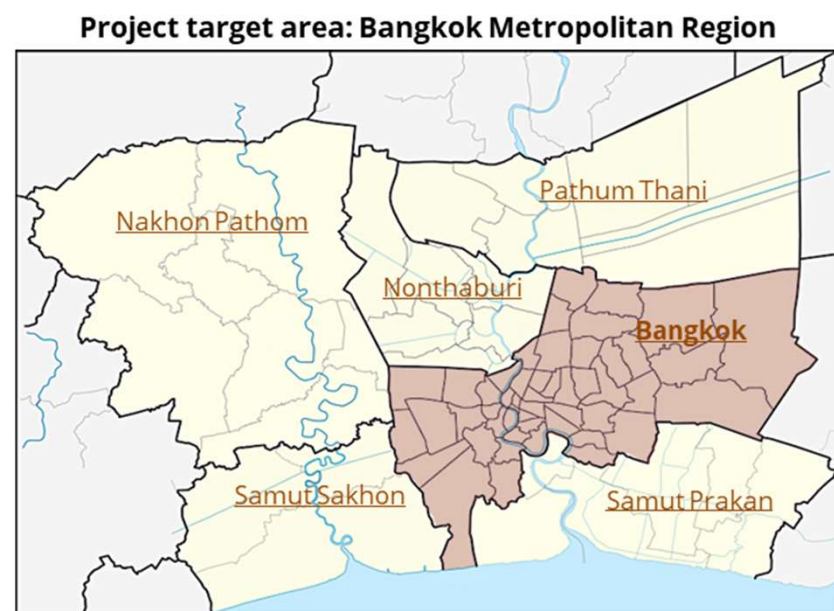 Project target area: Bangkok Metropolitan Region
Pathum Thani
Nakhon Pathom
Nonthaburi
Bangkok
Samut Sakhon
Samut Prakan